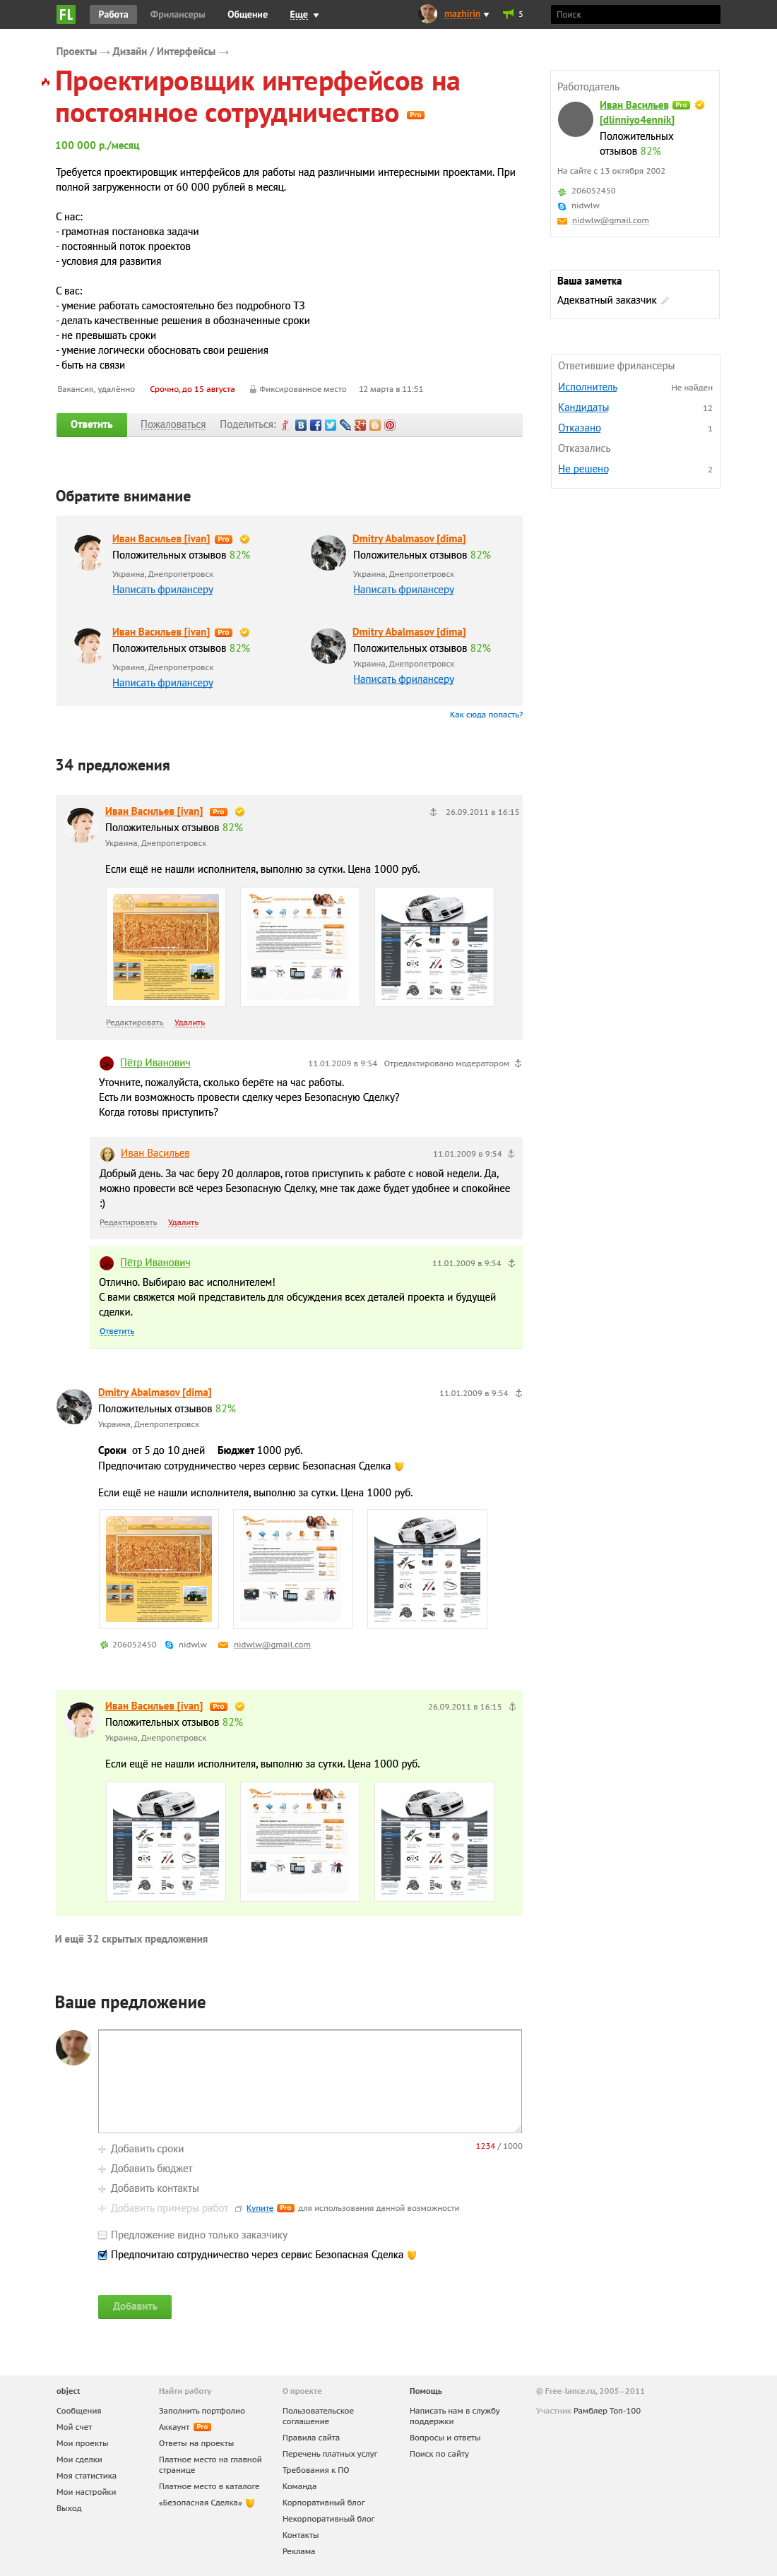 FL Работа Фрилансеры Общение Еще mazhirin 5 Поиск
Проекты → Дизайн / Интерфейсы →
Проектировщик интерфейсов на
постоянное сотрудничество Pro
100 000 р./месяц
Требуется проектировщик интерфейсов для работы над различными интересными проектами. При
полной загруженности от 60 000 рублей в месяц.
С нас:
- грамотная постановка задачи
- постоянный поток проектов
- условия для развития
С вас:
- умение работать самостоятельно без подробного ТЗ
- делать качественные решения в обозначенные сроки
- не превышать сроки
- умение логически обосновать свои решения
- быть на связи
Вакансия, удалённо Срочно, до 15 августа Фиксированное место 12 марта в 11:51
Ответить Пожаловаться Поделиться:
Работодатель
Иван Васильев Pro
[dlinniyo4ennik]
Положительных
отзывов 82%
На сайте с 13 октября 2002
206052450
nidwlw
nidwlw@gmail.com
Ваша заметка
Адекватный заказчик
Ответившие фрилансеры
Исполнитель Не найден
Кандидаты 12
Отказано 1
Отказались
Не решено 2
Обратите внимание
Иван Васильев [ivan] Pro
Положительных отзывов 82%
Украина, Днепропетровск
Написать фрилансеру
Dmitry Abalmasov [dima]
Положительных отзывов 82%
Украина, Днепропетровск
Написать фрилансеру
Иван Васильев [ivan] Pro
Положительных отзывов 82%
Украина, Днепропетровск
Написать фрилансеру
Dmitry Abalmasov [dima]
Положительных отзывов 82%
Украина, Днепропетровск
Написать фрилансеру
Как сюда попасть?
34 предложения
Иван Васильев [ivan] Pro 26.09.2011 в 16:15
Положительных отзывов 82%
Украина, Днепропетровск
Если ещё не нашли исполнителя, выполню за сутки. Цена 1000 руб.
Редактировать Удалить
Пётр Иванович 11.01.2009 в 9:54 Отредактировано модератором
Уточните, пожалуйста, сколько берёте на час работы.
Есть ли возможность провести сделку через Безопасную Сделку?
Когда готовы приступить?
Иван Васильев 11.01.2009 в 9:54
Добрый день. За час беру 20 долларов, готов приступить к работе с новой недели. Да,
можно провести всё через Безопасную Сделку, мне так даже будет удобнее и спокойнее
:)
Редактировать Удалить
Пётр Иванович 11.01.2009 в 9:54
Отлично. Выбираю вас исполнителем!
С вами свяжется мой представитель для обсуждения всех деталей проекта и будущей
сделки.
Ответить
Dmitry Abalmasov [dima] 11.01.2009 в 9:54
Положительных отзывов 82%
Украина, Днепропетровск
Сроки от 5 до 10 дней Бюджет 1000 руб.
Предпочитаю сотрудничество через сервис Безопасная Сделка
Если ещё не нашли исполнителя, выполню за сутки. Цена 1000 руб.
206052450 nidwlw nidwlw@gmail.com
Иван Васильев [ivan] Pro 26.09.2011 в 16:15
Положительных отзывов 82%
Украина, Днепропетровск
Если ещё не нашли исполнителя, выполню за сутки. Цена 1000 руб.
И ещё 32 скрытых предложения
Ваше предложение
1234 / 1000
Добавить сроки
Добавить бюджет
Добавить контакты
Добавить примеры работ Купите Pro для использования данной возможности
Предложение видно только заказчику
Предпочитаю сотрудничество через сервис Безопасная Сделка
Добавить
object
Сообщения
Мой счет
Мои проекты
Мои сделки
Моя статистика
Мои настройки
Выход
Найти работу
Заполнить портфолио
Аккаунт Pro
Ответы на проекты
Платное место на главной
странице
Платное место в каталоге
«Безопасная Сделка»
О проекте
Пользовательское
соглашение
Правила сайта
Перечень платных услуг
Требования к ПО
Команда
Корпоративный блог
Некорпоративный блог
Контакты
Реклама
Помощь
Написать нам в службу
поддержки
Вопросы и ответы
Поиск по сайту
© Free-lance.ru, 2005–2011
Участник Рамблер Топ-100